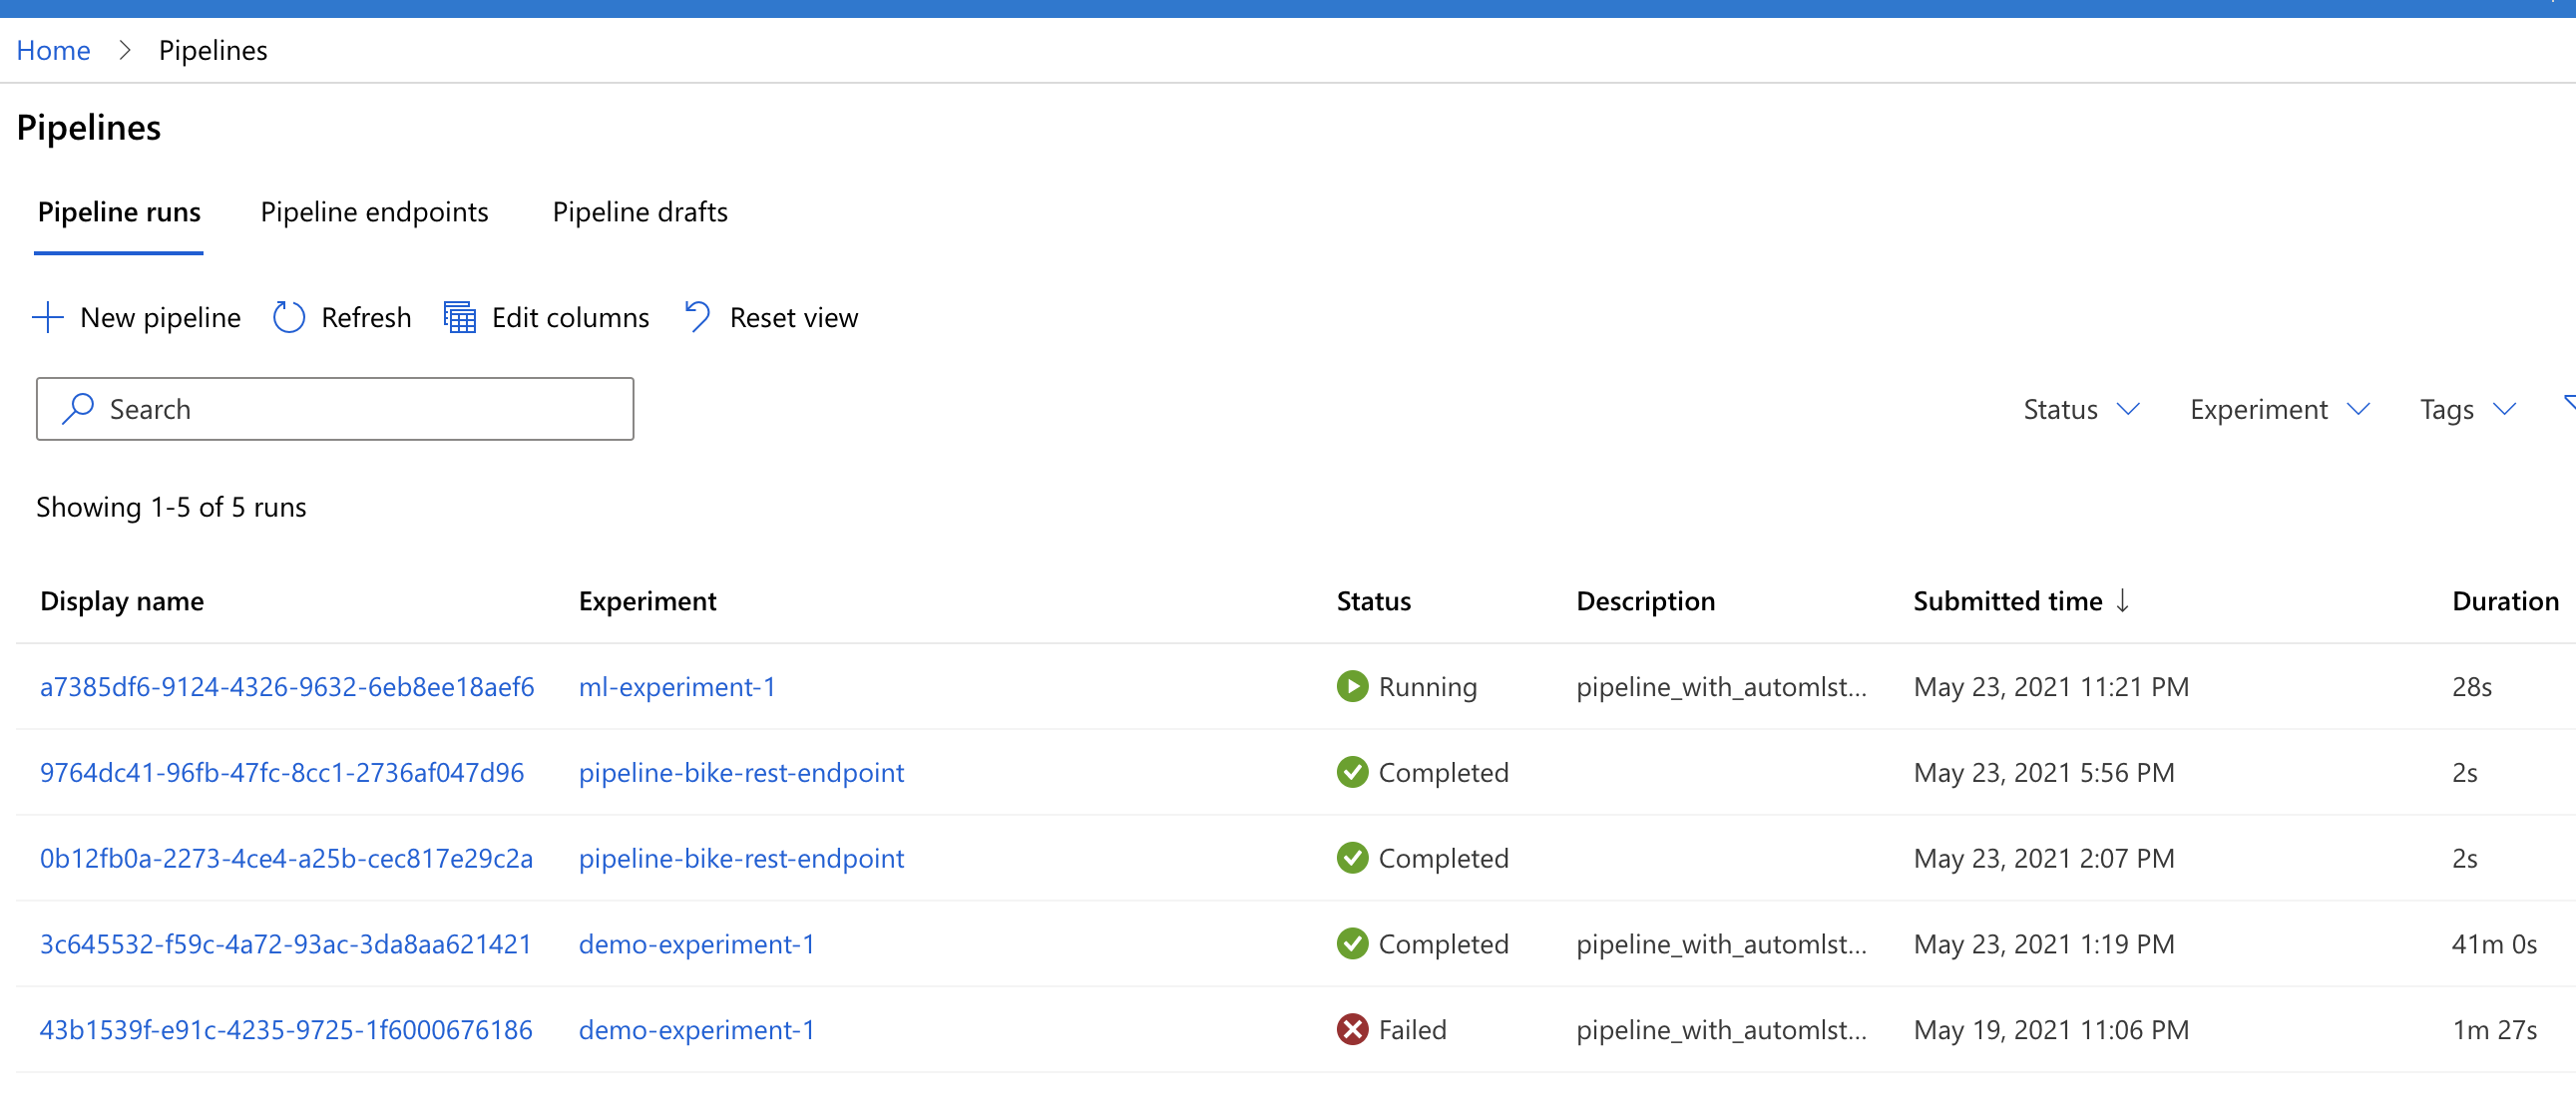 Home > Pipelines
Pipelines
Pipeline runs Pipeline endpoints Pipeline drafts
New pipeline Refresh Edit columns Reset view
Search Status Experiment Tags
Showing 1-5 of 5 runs
Display name Experiment Status Description Submitted time ↓ Duration
a7385df6-9124-4326-9632-6eb8ee18aef6 ml-experiment-1 Running pipeline_with_automlst... May 23, 2021 11:21 PM 28s
9764dc41-96fb-47fc-8cc1-2736af047d96 pipeline-bike-rest-endpoint Completed May 23, 2021 5:56 PM 2s
0b12fb0a-2273-4ce4-a25b-cec817e29c2a pipeline-bike-rest-endpoint Completed May 23, 2021 2:07 PM 2s
3c645532-f59c-4a72-93ac-3da8aa621421 demo-experiment-1 Completed pipeline_with_automlst... May 23, 2021 1:19 PM 41m 0s
43b1539f-e91c-4235-9725-1f6000676186 demo-experiment-1 Failed pipeline_with_automlst... May 19, 2021 11:06 PM 1m 27s